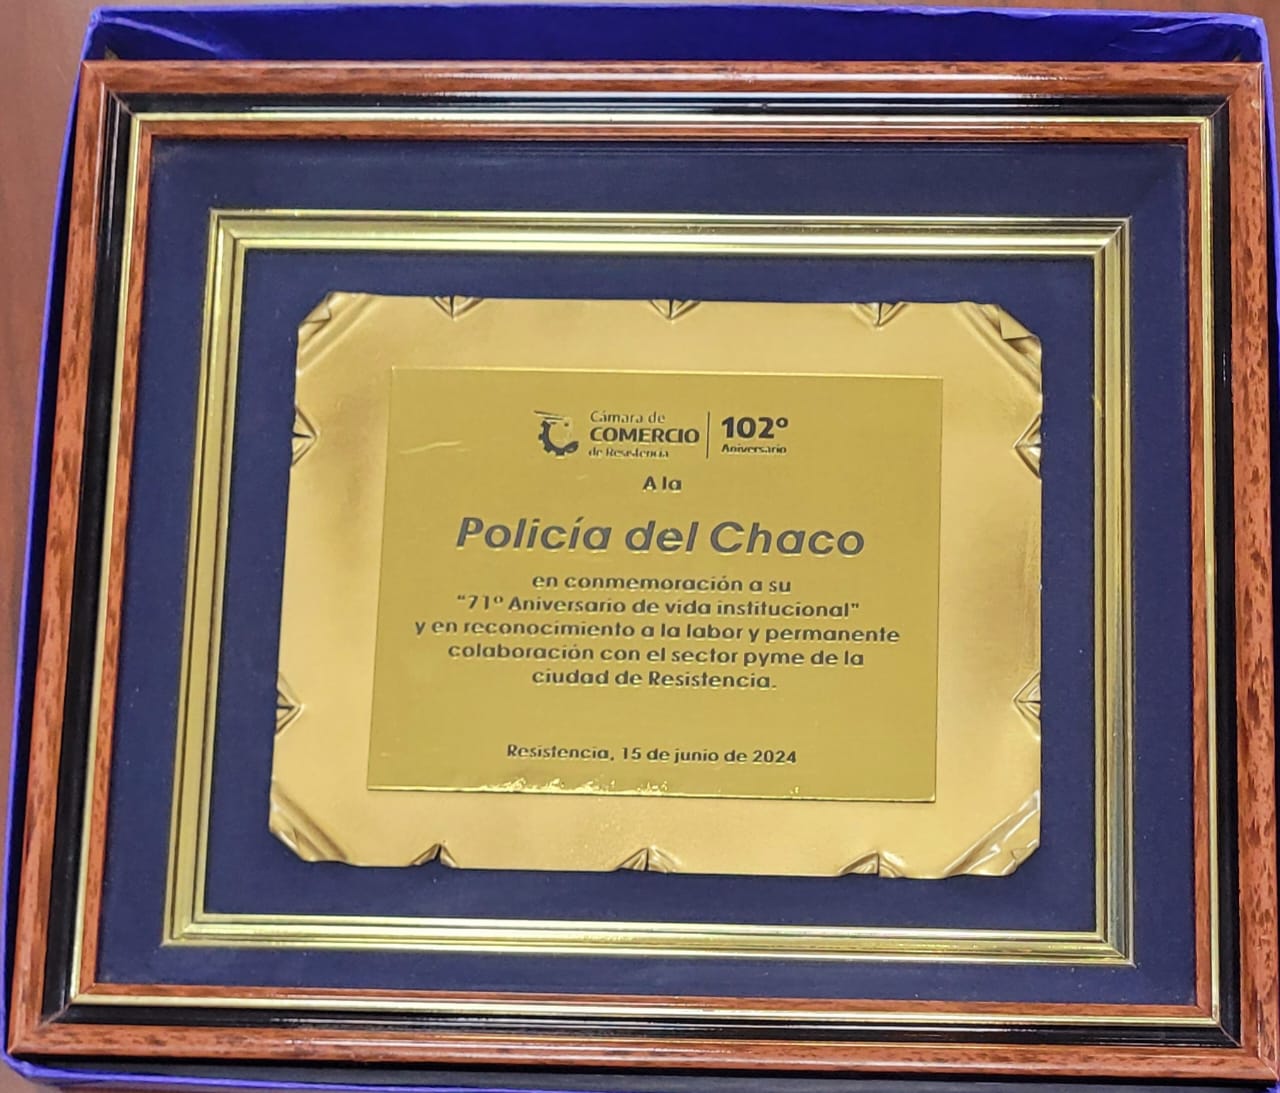 Cámara de
COMERCIO
de Resistencia
102º
Aniversario
A la
Policía del Chaco
en conmemoración a su
"71º Aniversario de vida institucional"
y en reconocimiento a la labor y permanente
colaboración con el sector pyme de la
ciudad de Resistencia.
Resistencia, 15 de junio de 2024